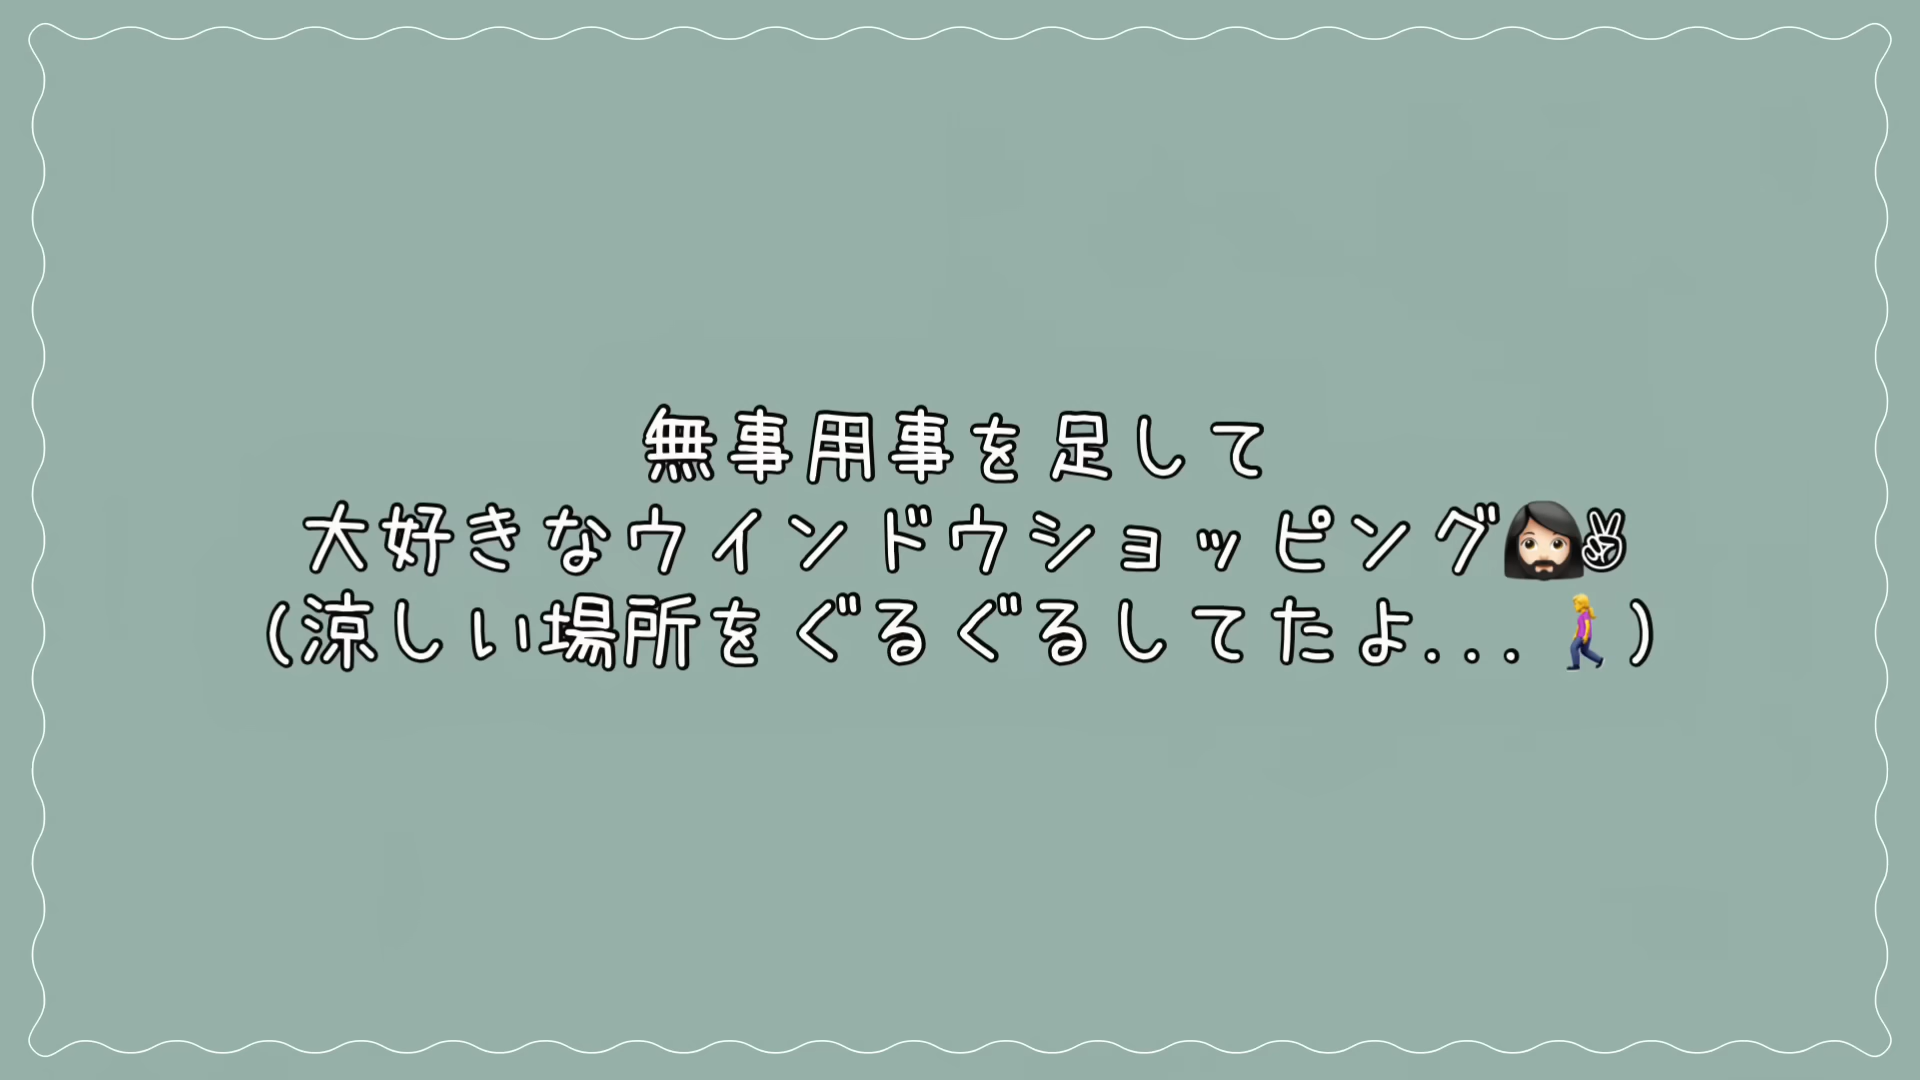 無事用事を足して
大好きなウインドウショッピング🧔🏻‍♀️✌
(涼しい場所をぐるぐるしてたよ...🚶‍♀️)